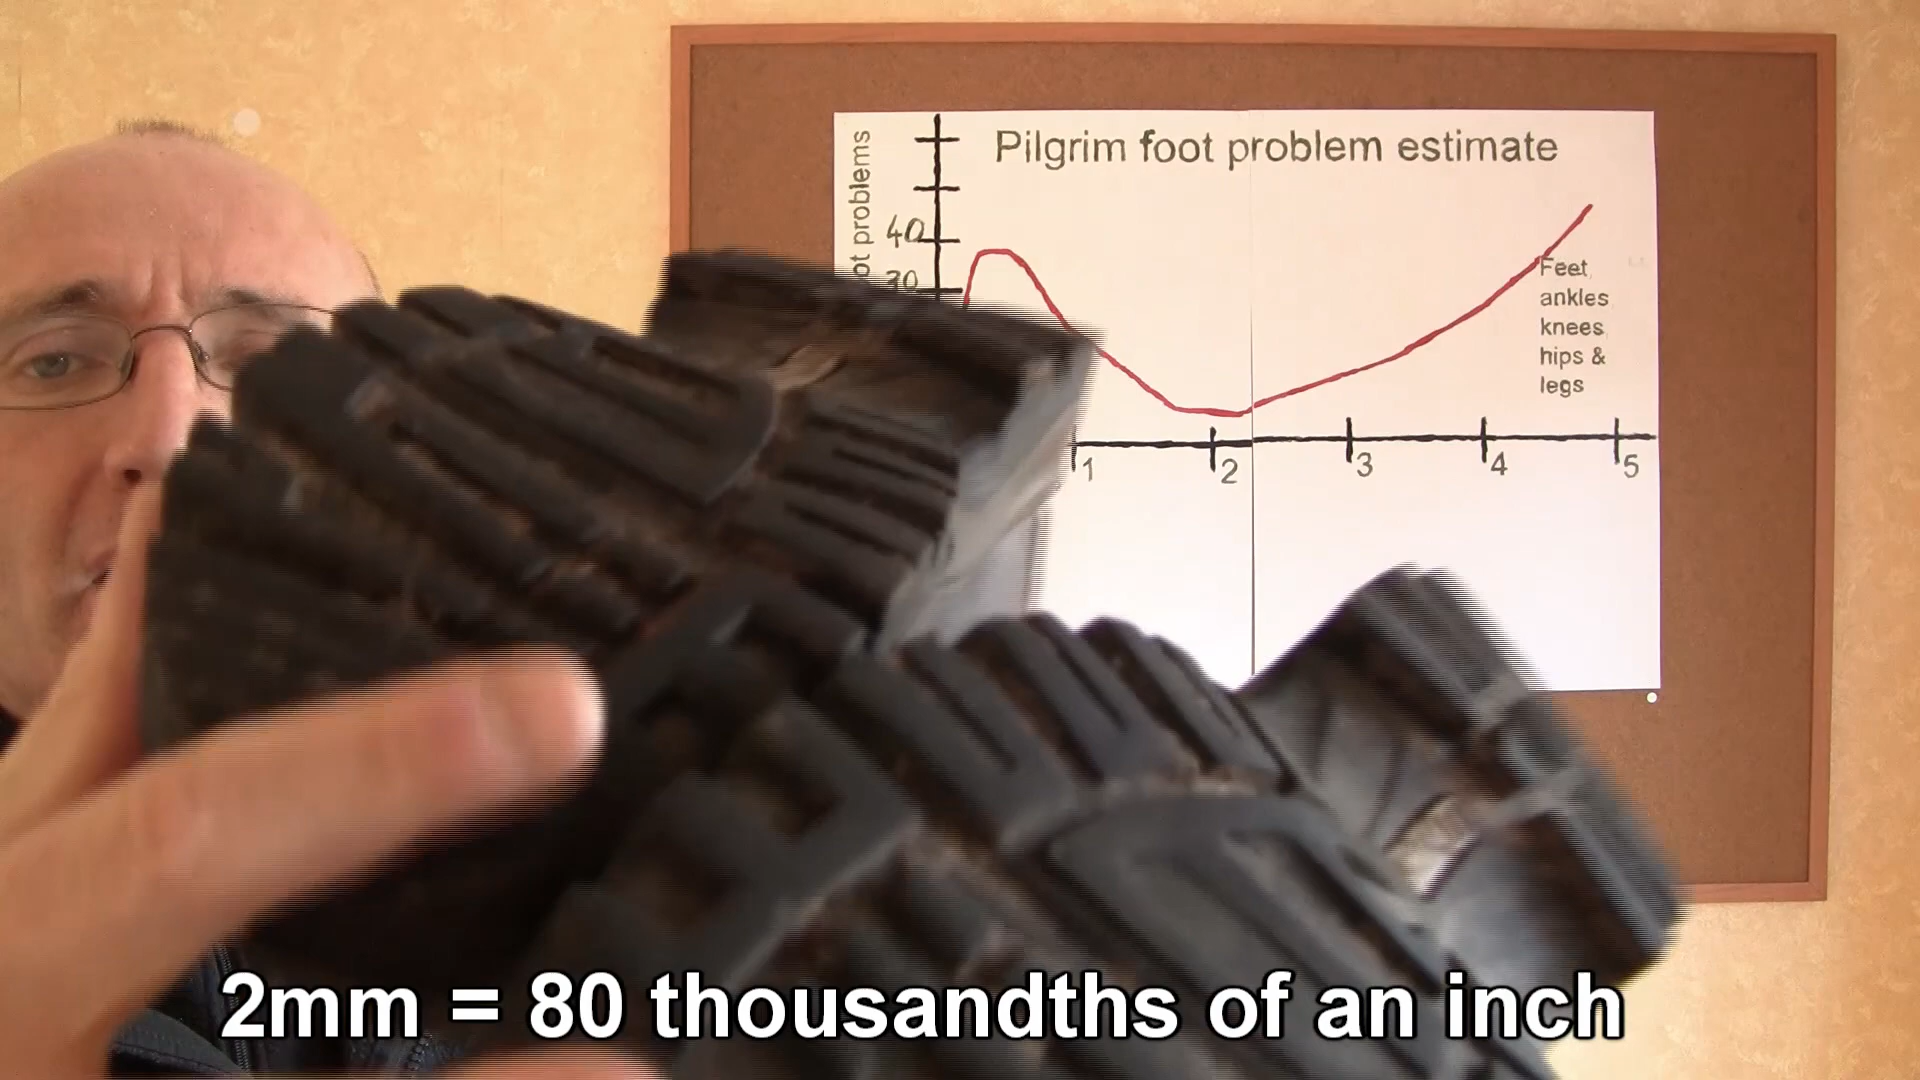 Pilgrim foot problem estimate
problems
40
30
Feet
ankles
knees
hips &
legs
1
2
3
4
5
2mm = 80 thousandths of an inch